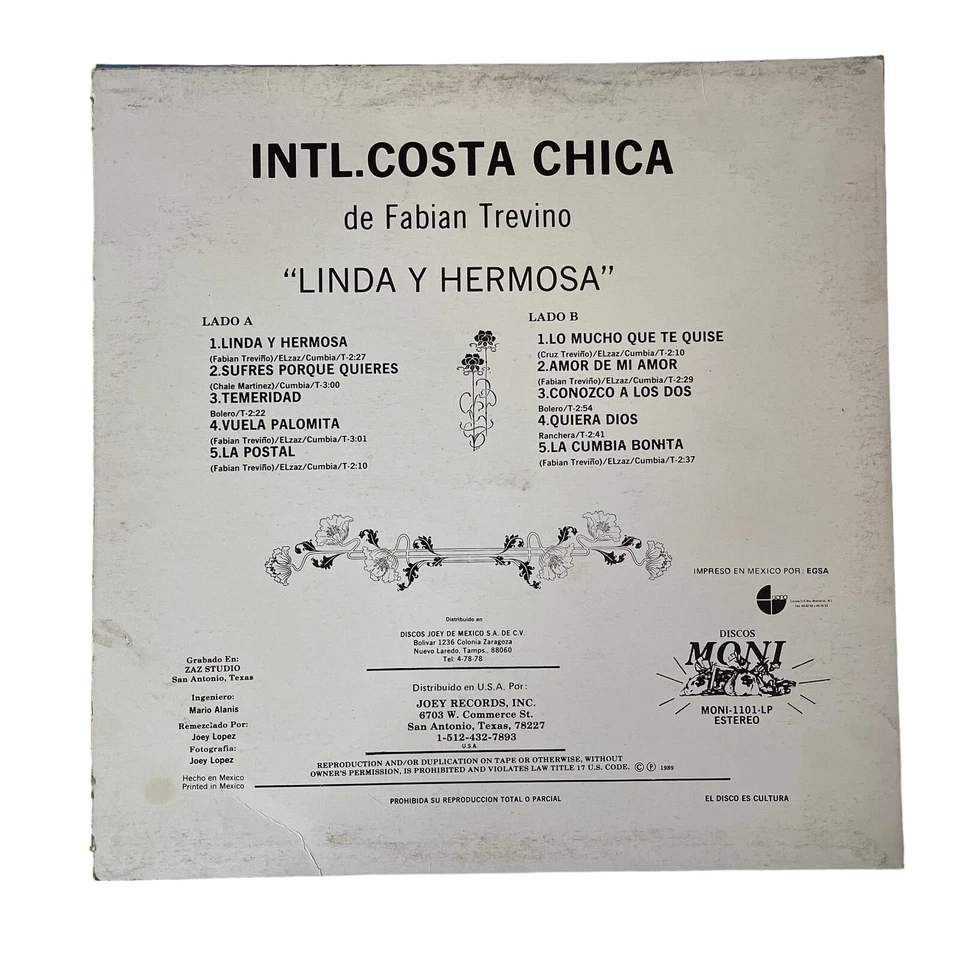 INTL.COSTA CHICA
de Fabian Trevino
“LINDA Y HERMOSA”
LADO A
1.LINDA Y HERMOSA
(Fabian Treviño)/ELzaz/Cumbia/T-2:27
2.SUFRES PORQUE QUIERES
(Chale Martinez)/Cumbia/T-3:00
3.TEMERIDAD
Bolero/T-2:22
4.VUELA PALOMITA
(Fabian Treviño)/ELzaz/Cumbia/T-3:01
5.LA POSTAL
(Fabian Treviño)/ELzaz/Cumbia/T-2:10
LADO B
1.LO MUCHO QUE TE QUISE
(Cruz Treviño)/ELzaz/Cumbia/T-2:10
2.AMOR DE MI AMOR
(Fabian Treviño)/ELzaz/Cumbia/T-2:29
3.CONOZCO A LOS DOS
Bolero/T-2:54
4.QUIERA DIOS
Ranchera/T-2:41
5.LA CUMBIA BONITA
(Fabian Treviño)/ELzaz/Cumbia/T-2:37
IMPRESO EN MEXICO POR: EGSA
Distribuido en
DISCOS JOEY DE MEXICO S.A. DE C.V.
Bolivar 1236 Colonia Zaragoza
Nuevo Laredo, Tamps., 88060
Tel: 4-78-78
Distribuido en U.S.A. Por:
JOEY RECORDS, INC.
6703 W. Commerce St.
San Antonio, Texas, 78227
1-512-432-7893
U.S.A.
Grabado En:
ZAZ STUDIO
San Antonio, Texas
Ingeniero:
Mario Alanis
Remezclado Por:
Joey Lopez
Fotografia:
Joey Lopez
Hecho en Mexico
Printed in Mexico
DISCOS
MONI
MONI-1101-LP
ESTEREO
REPRODUCTION AND/OR DUPLICATION ON TAPE OR OTHERWISE, WITHOUT
OWNER'S PERMISSION, IS PROHIBITED AND VIOLATES LAW TITLE 17 U.S. CODE. Ⓒ Ⓟ 1989
PROHIBIDA SU REPRODUCCION TOTAL O PARCIAL
EL DISCO ES CULTURA